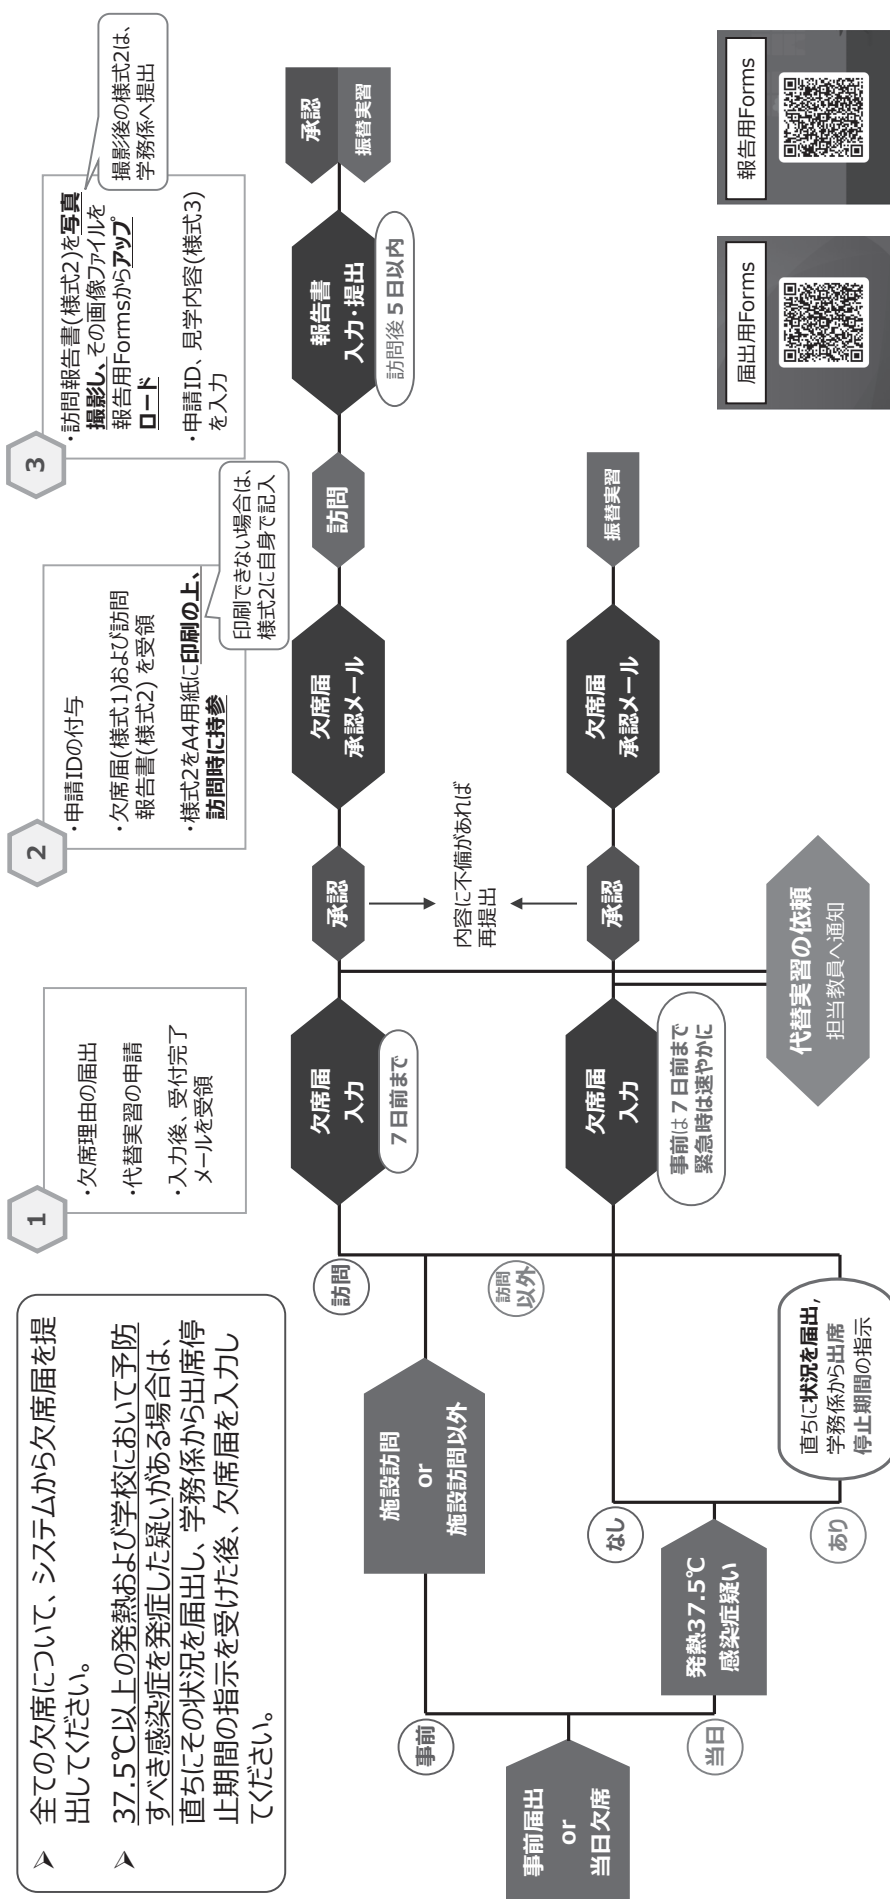 ➤ 全ての欠席について、システムから欠席届を提
出してください。
➤ 37.5℃以上の発熱および学校において予防
すべき感染症を発症した疑いがある場合は、
直ちにその状況を届出し、学務係から出席停
止期間の指示を受けた後、欠席届を入力し
てください。
1
・欠席理由の届出
・代替実習の申請
・入力後、受付完了
メールを受領
2
・申請IDの付与
・欠席届(様式1)および訪問
報告書(様式2) を受領
・様式2をA4用紙に印刷の上、
訪問時に持参
印刷できない場合は、
様式2に自身で記入
3
・訪問報告書(様式2)を写真
撮影し、その画像ファイルを
報告用Formsからアップ
ロード
・申請ID、見学内容(様式3)
を入力
撮影後の様式2は、
学務係へ提出
事前届出
or
当日欠席
事前
当日
施設訪問
or
施設訪問以外
訪問
訪問
以外
発熱37.5℃
感染症疑い
なし
あり
直ちに状況を届出,
学務係から出席
停止期間の指示
欠席届
入力
7日前まで
承認
欠席届
承認メール
訪問
報告書
入力・提出
訪問後5日以内
承認
振替実習
内容に不備があれば
再提出
欠席届
入力
事前は7日前まで
緊急時は速やかに
承認
欠席届
承認メール
振替実習
代替実習の依頼
担当教員へ通知
届出用Forms
報告用Forms